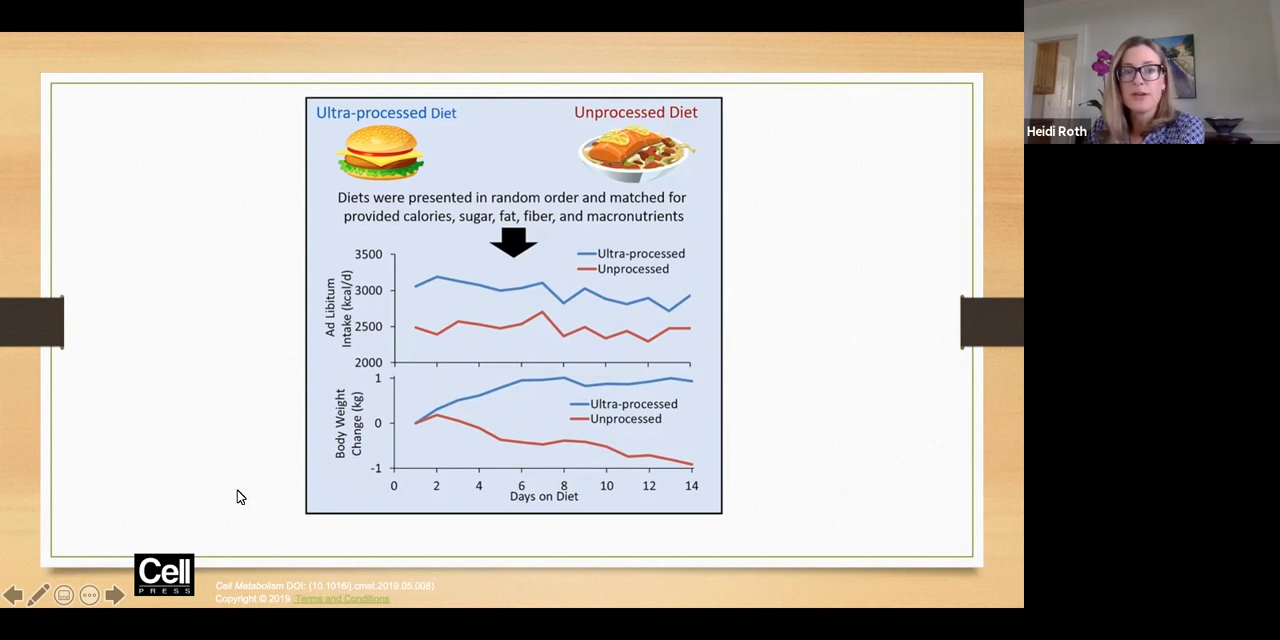 Ultra-processed Diet
Unprocessed Diet
Diets were presented in random order and matched for
provided calories, sugar, fat, fiber, and macronutrients
3500
3000
2500
2000
Ad Libitum
Intake (kcal/d)
Ultra-processed
Unprocessed
1
0
-1
Body Weight
Change (kg)
Ultra-processed
Unprocessed
0 2 4 6 8 10 12 14
Days on Diet
Cell
PRESS
Cell Metabolism DOI: (10.1016/j.cmet.2019.05.008)
Copyright © 2019 Terms and Conditions
Heidi Roth